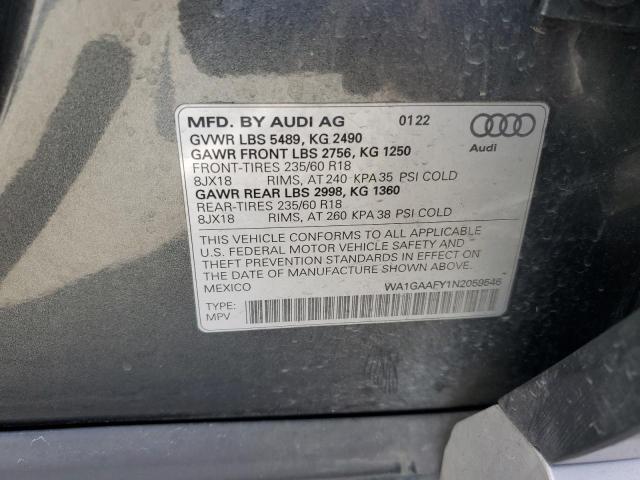 MFD. BY AUDI AG 0122
GVWR LBS 5489, KG 2490
GAWR FRONT LBS 2756, KG 1250
FRONT-TIRES 235/60 R18
8JX18 RIMS, AT 240 KPA 35 PSI COLD
GAWR REAR LBS 2998, KG 1360
REAR-TIRES 235/60 R18
8JX18 RIMS, AT 260 KPA 38 PSI COLD
Audi
THIS VEHICLE CONFORMS TO ALL APPLICABLE
U.S. FEDERAL MOTOR VEHICLE SAFETY AND
THEFT PREVENTION STANDARDS IN EFFECT ON
THE DATE OF MANUFACTURE SHOWN ABOVE.
MEXICO WA1GAAFY1N2059546
TYPE:
MPV